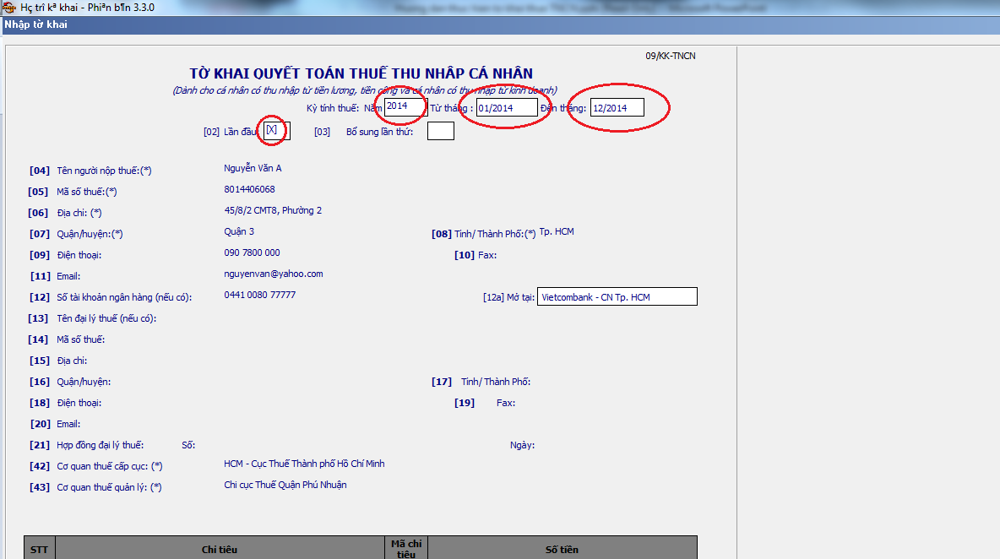 Hç trî kª khai - Phiªn b¶n 3.3.0
Nhập tờ khai
09/KK-TNCN
TỜ KHAI QUYẾT TOÁN THUẾ THU NHẬP CÁ NHÂN
(Dành cho cá nhân có thu nhập từ tiền lương, tiền công và cá nhân có thu nhập từ kinh doanh)
Kỳ tính thuế: Năm 2014 Từ tháng : 01/2014 Đến tháng: 12/2014
[02] Lần đầu: [X] [03] Bổ sung lần thứ:
[04] Tên người nộp thuế:(*) Nguyễn Văn A
[05] Mã số thuế:(*) 8014406068
[06] Địa chỉ: (*) 45/8/2 CMT8, Phường 2
[07] Quận/huyện:(*) Quận 3 [08] Tỉnh/ Thành Phố:(*) Tp. HCM
[09] Điện thoại: 090 7800 000 [10] Fax:
[11] Email: nguyenvan@yahoo.com
[12] Số tài khoản ngân hàng (nếu có): 0441 0080 77777 [12a] Mở tại: Vietcombank - CN Tp. HCM
[13] Tên đại lý thuế (nếu có):
[14] Mã số thuế:
[15] Địa chỉ:
[16] Quận/huyện: [17] Tỉnh/ Thành Phố:
[18] Điện thoại: [19] Fax:
[20] Email:
[21] Hợp đồng đại lý thuế: Số: Ngày:
[42] Cơ quan thuế cấp cục: (*) HCM - Cục Thuế Thành phố Hồ Chí Minh
[43] Cơ quan thuế quản lý: (*) Chi cục Thuế Quận Phú Nhuận
STT Chỉ tiêu Mã chỉ tiêu Số tiền